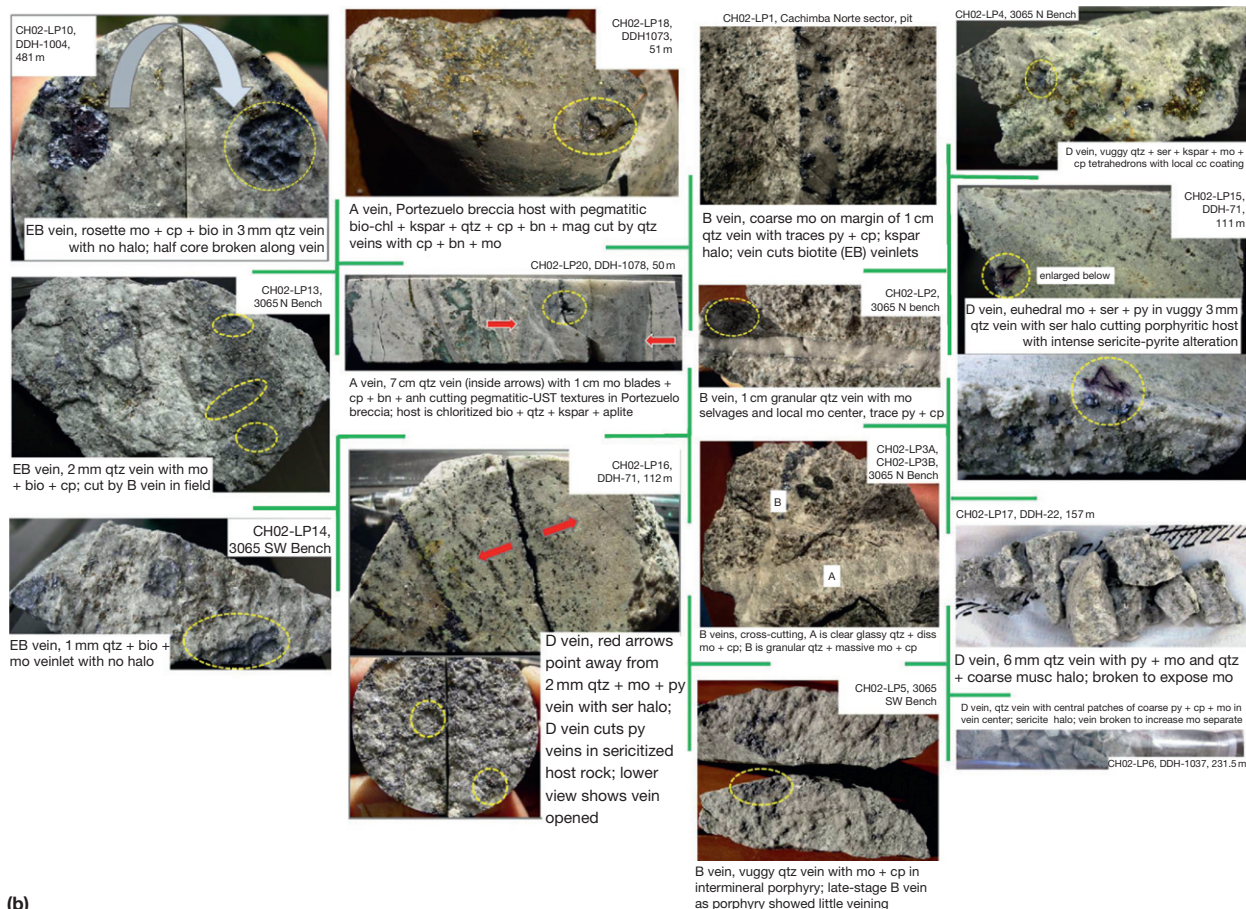 CH02-LP10,
DDH-1004,
481 m
EB vein, rosette mo + cp + bio in 3 mm qtz vein
with no halo; half core broken along vein
CH02-LP13,
3065 N Bench
EB vein, 2 mm qtz vein with mo
+ bio + cp; cut by B vein in field
CH02-LP14,
3065 SW Bench
EB vein, 1 mm qtz + bio +
mo veinlet with no halo
CH02-LP18,
DDH1073,
51 m
A vein, Portezuelo breccia host with pegmatitic
bio-chl + kspar + qtz + cp + bn + mag cut by qtz
veins with cp + bn + mo
CH02-LP20, DDH-1078, 50 m
A vein, 7 cm qtz vein (inside arrows) with 1 cm mo blades +
cp + bn + anh cutting pegmatitic-UST textures in Portezuelo
breccia; host is chloritized bio + qtz + kspar + aplite
CH02-LP16,
DDH-71, 112 m
D vein, red arrows
point away from
2 mm qtz + mo + py
vein with ser halo;
D vein cuts py
veins in sericitized
host rock; lower
view shows vein
opened
CH02-LP1, Cachimba Norte sector, pit
B vein, coarse mo on margin of 1 cm
qtz vein with traces py + cp; kspar
halo; vein cuts biotite (EB) veinlets
CH02-LP2,
3065 N bench
B vein, 1 cm granular qtz vein with mo
selvages and local mo center, trace py + cp
CH02-LP3A,
CH02-LP3B,
3065 N Bench
B
A
B veins, cross-cutting, A is clear glassy qtz + diss
mo + cp; B is granular qtz + massive mo + cp
CH02-LP5, 3065
SW Bench
B vein, vuggy qtz vein with mo + cp in
intermineral porphyry; late-stage B vein
as porphyry showed little veining
CH02-LP4, 3065 N Bench
D vein, vuggy qtz + ser + kspar + mo +
cp tetrahedrons with local cc coating
CH02-LP15,
DDH-71,
111 m
enlarged below
D vein, euhedral mo + ser + py in vuggy 3 mm
qtz vein with ser halo cutting porphyritic host
with intense sericite-pyrite alteration
CH02-LP17, DDH-22, 157 m
D vein, 6 mm qtz vein with py + mo and qtz
+ coarse musc halo; broken to expose mo
D vein, qtz vein with central patches of coarse py + cp + mo in
vein center; sericite halo; vein broken to increase mo separate
CH02-LP6, DDH-1037, 231.5 m
(b)